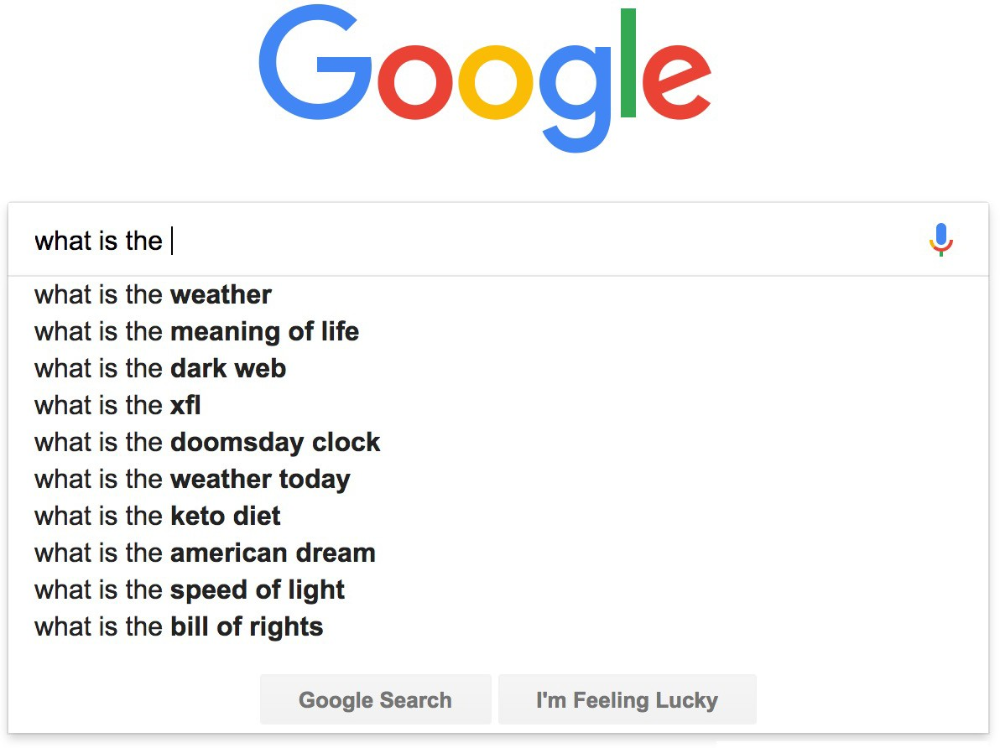 Google
what is the
what is the weather
what is the meaning of life
what is the dark web
what is the xfl
what is the doomsday clock
what is the weather today
what is the keto diet
what is the american dream
what is the speed of light
what is the bill of rights
Google Search I'm Feeling Lucky